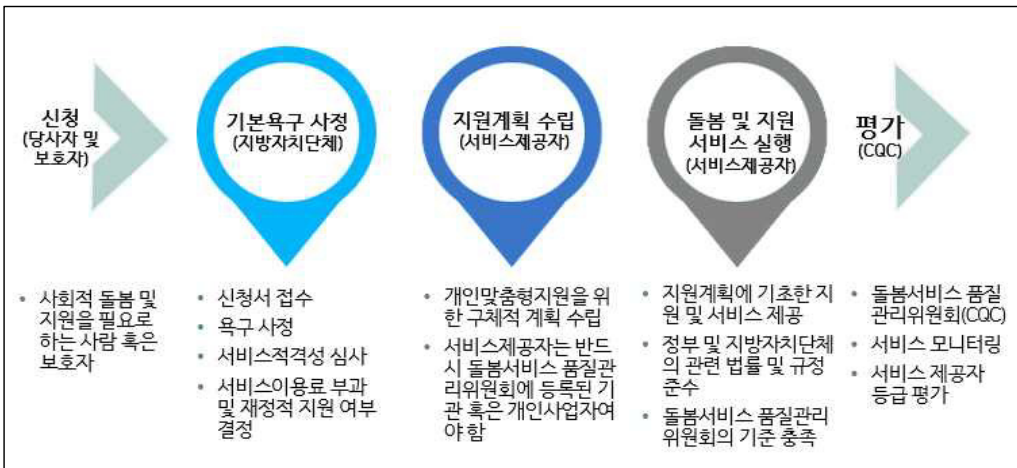 신청
(당사자 및
보호자)
기본욕구 사정
(지방자치단체)
지원계획 수립
(서비스제공자)
돌봄 및 지원
서비스 실행
(서비스제공자)
평가
(CQC)
• 사회적 돌봄 및
지원을 필요로
하는 사람 혹은
보호자
• 신청서 접수
• 욕구 사정
• 서비스적격성 심사
• 서비스이용료 부과
및 재정적 지원 여부
결정
• 개인맞춤형지원을 위
한 구체적 계획 수립
• 서비스제공자는 반드
시 돌봄서비스 품질관
리위원회에 등록된 기
관 혹은 개인사업자여
야 함
• 지원계획에 기초한 지
원 및 서비스 제공
• 정부 및 지방자치단체
의 관련 법률 및 규정
준수
• 돌봄서비스 품질관리
위원회의 기준 충족
• 돌봄서비스 품질
관리위원회(CQC)
• 서비스 모니터링
• 서비스 제공자
등급 평가